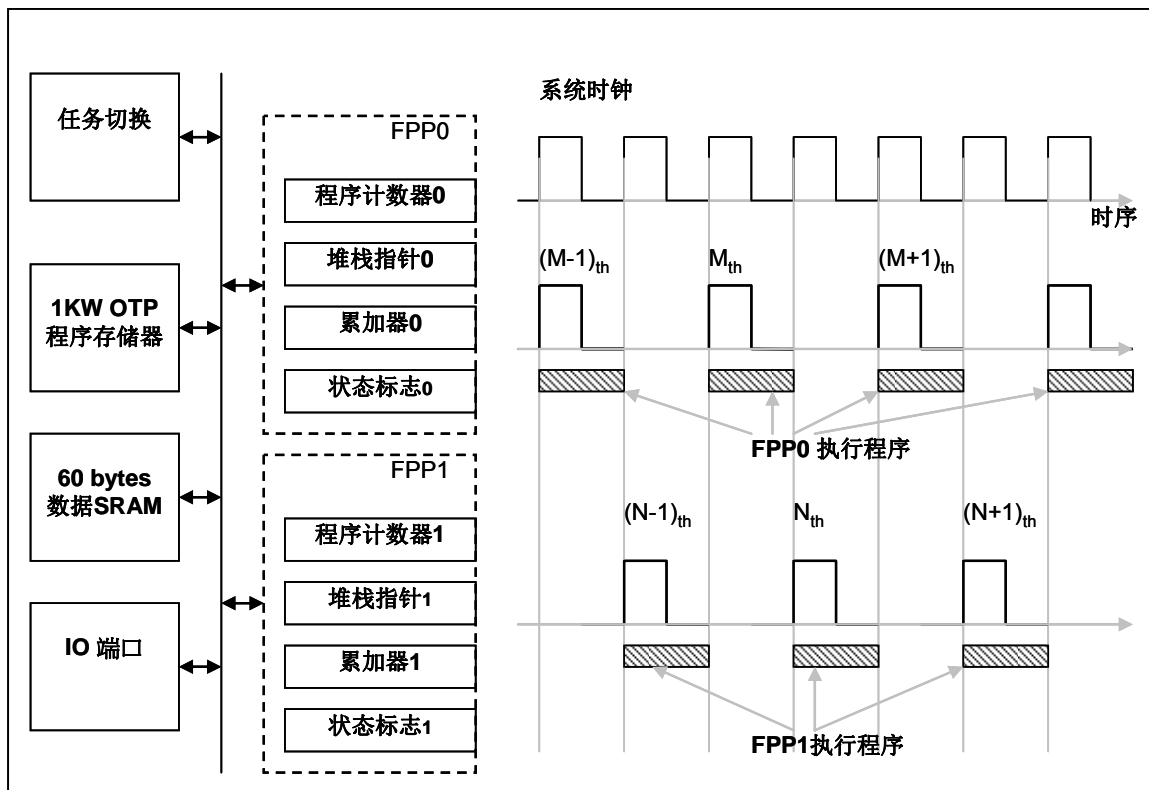 任务切换
1KW OTP
程序存储器
60 bytes
数据SRAM
IO 端口
FPP0
程序计数器0
堆栈指针0
累加器0
状态标志0
FPP1
程序计数器1
堆栈指针1
累加器1
状态标志1
系统时钟
时序
(M-1)th
Mth
(M+1)th
FPP0 执行程序
(N-1)th
Nth
(N+1)th
FPP1执行程序